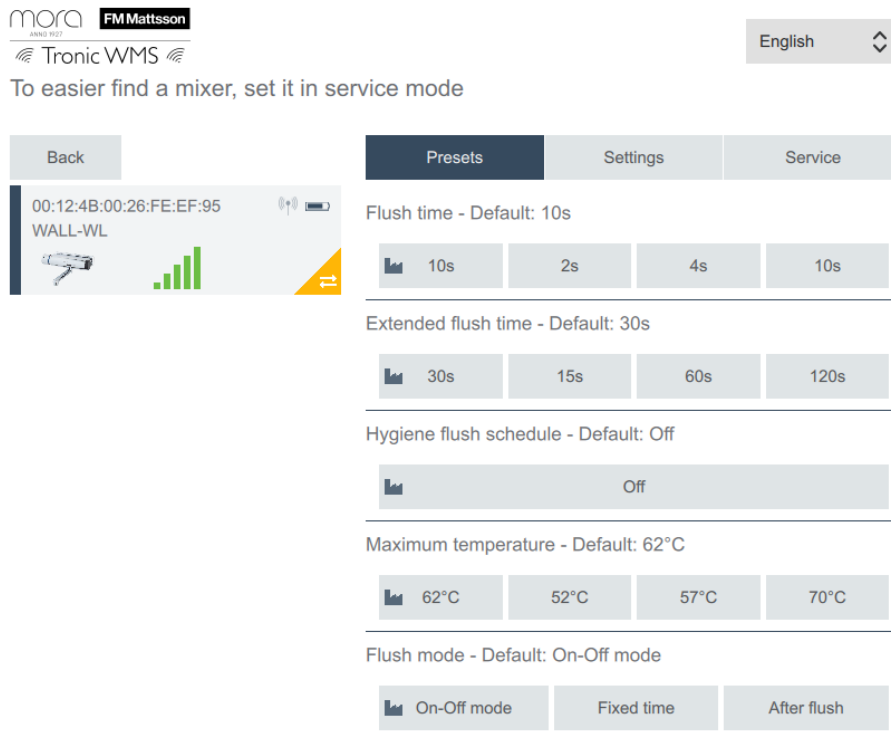 mora
ANNO 1927
FM Mattsson
Tronic WMS
English
To easier find a mixer, set it in service mode
Back
00:12:4B:00:26:FE:EF:95
WALL-WL
Presets
Settings
Service
Flush time - Default: 10s
10s
2s
4s
10s
Extended flush time - Default: 30s
30s
15s
60s
120s
Hygiene flush schedule - Default: Off
Off
Maximum temperature - Default: 62°C
62°C
52°C
57°C
70°C
Flush mode - Default: On-Off mode
On-Off mode
Fixed time
After flush